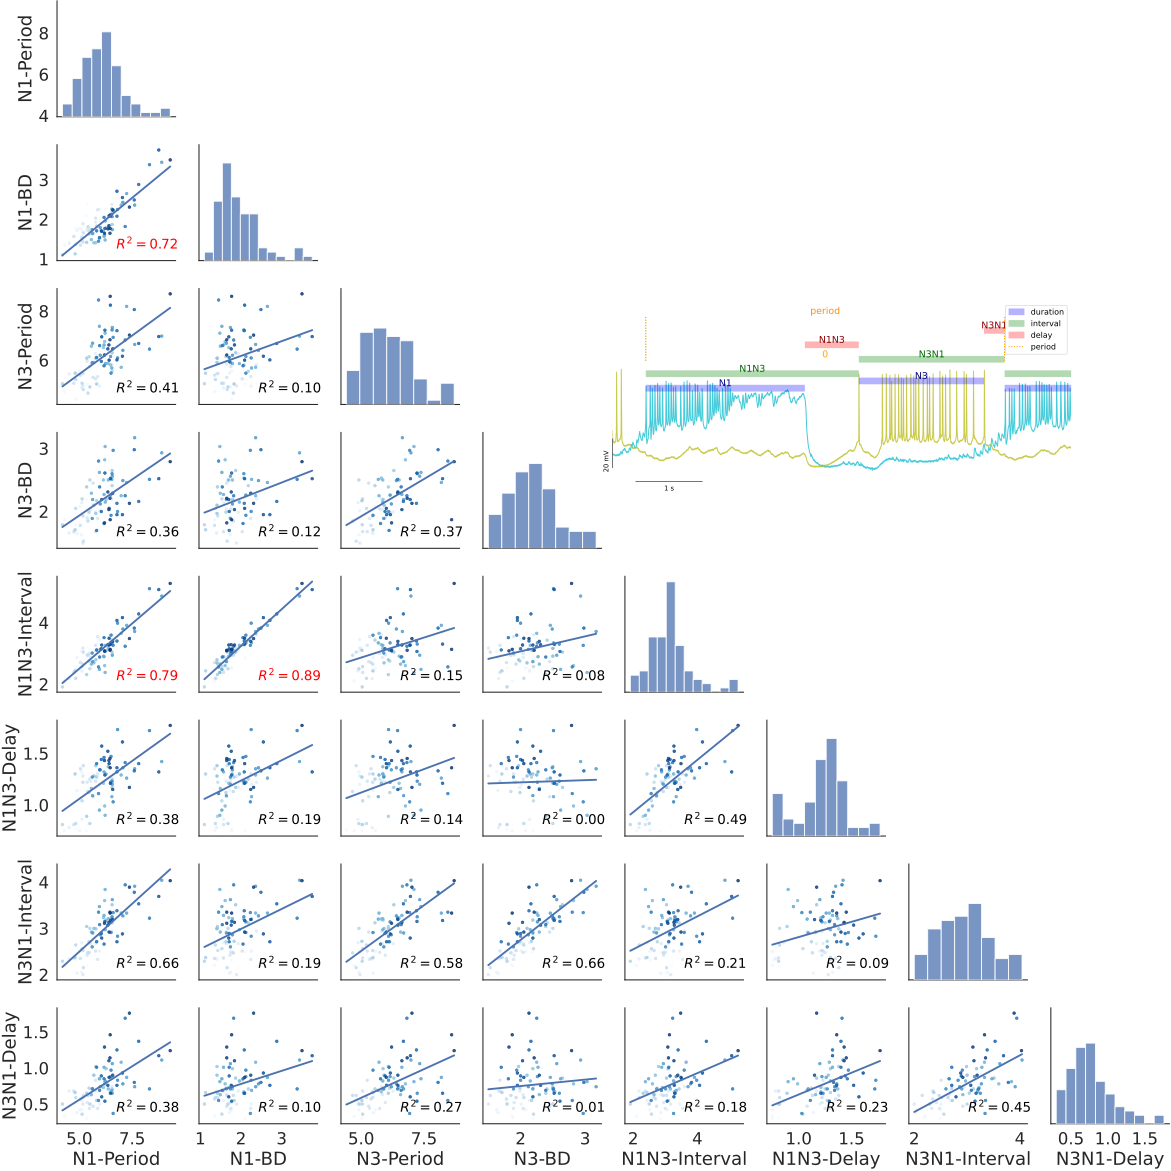 N1-Period
8
6
4
N1-BD
3
2
1
R² = 0.72
N3-Period
8
6
R² = 0.41
R² = 0.10
period
N1N3
0
N3N1
N3N1
duration
interval
delay
period
N1N3
N1
N3
20 mV
1 s
N3-BD
3
2
R² = 0.36
R² = 0.12
R² = 0.37
N1N3-Interval
4
2
R² = 0.79
R² = 0.89
R² = 0.15
R² = 0.08
N1N3-Delay
1.5
1.0
R² = 0.38
R² = 0.19
R² = 0.14
R² = 0.00
R² = 0.49
N3N1-Interval
4
3
2
R² = 0.66
R² = 0.19
R² = 0.58
R² = 0.66
R² = 0.21
R² = 0.09
N3N1-Delay
1.5
1.0
0.5
R² = 0.38
R² = 0.10
R² = 0.27
R² = 0.01
R² = 0.18
R² = 0.23
R² = 0.45
5.0 7.5 1 2 3 5.0 7.5 2 3 2 4 1.0 1.5 2 4 0.5 1.0 1.5
N1-Period N1-BD N3-Period N3-BD N1N3-Interval N1N3-Delay N3N1-Interval N3N1-Delay